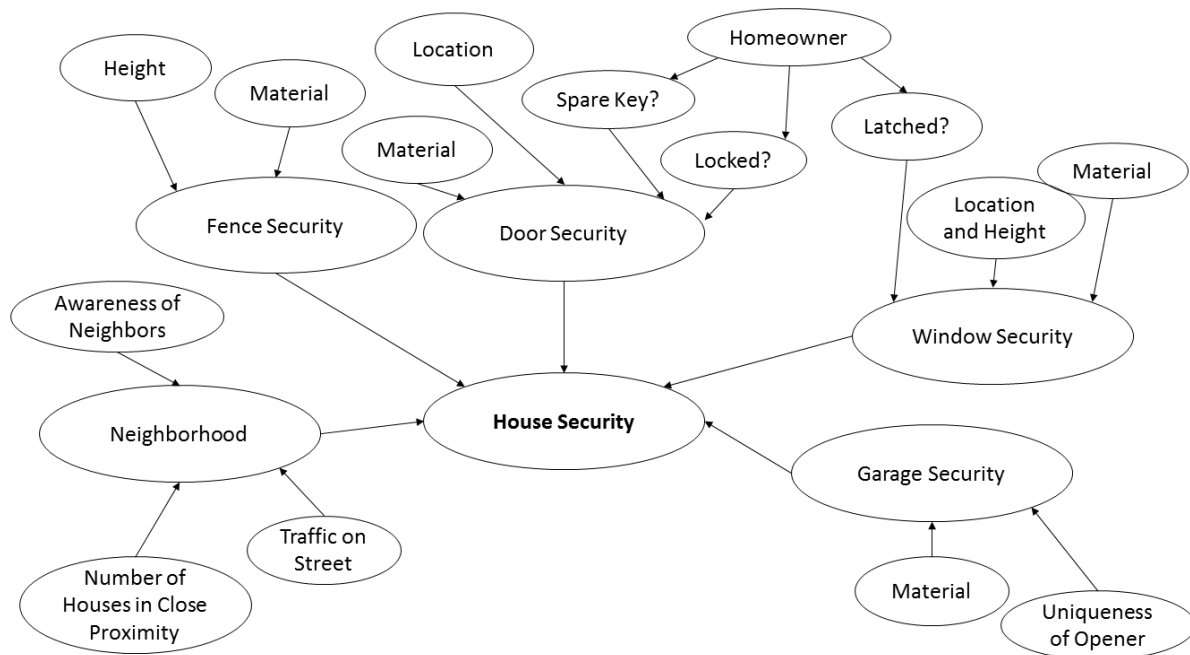 Homeowner
Location
Height
Material
Spare Key?
Latched?
Material
Locked?
Material
Location
and Height
Fence Security
Door Security
Awareness of
Neighbors
Window Security
House Security
Neighborhood
Garage Security
Traffic on
Street
Number of
Houses in Close
Proximity
Material
Uniqueness
of Opener